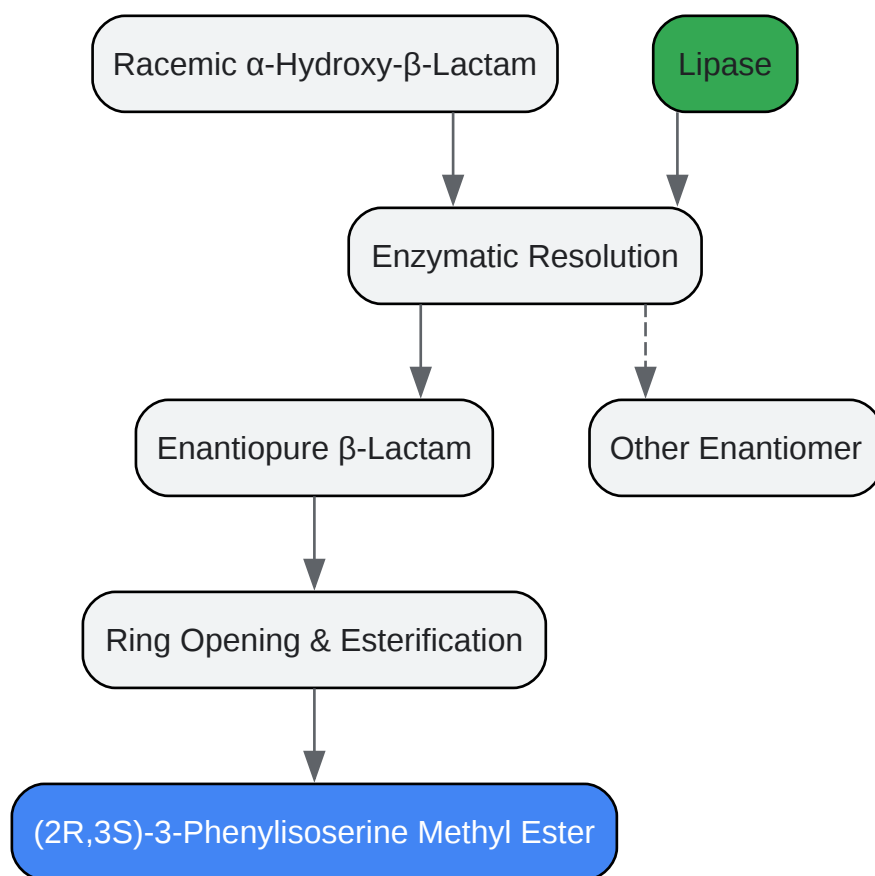 Racemic α-Hydroxy-β-Lactam
Lipase
Enzymatic Resolution
Enantiopure β-Lactam
Other Enantiomer
Ring Opening & Esterification
(2R,3S)-3-Phenylisoserine Methyl Ester